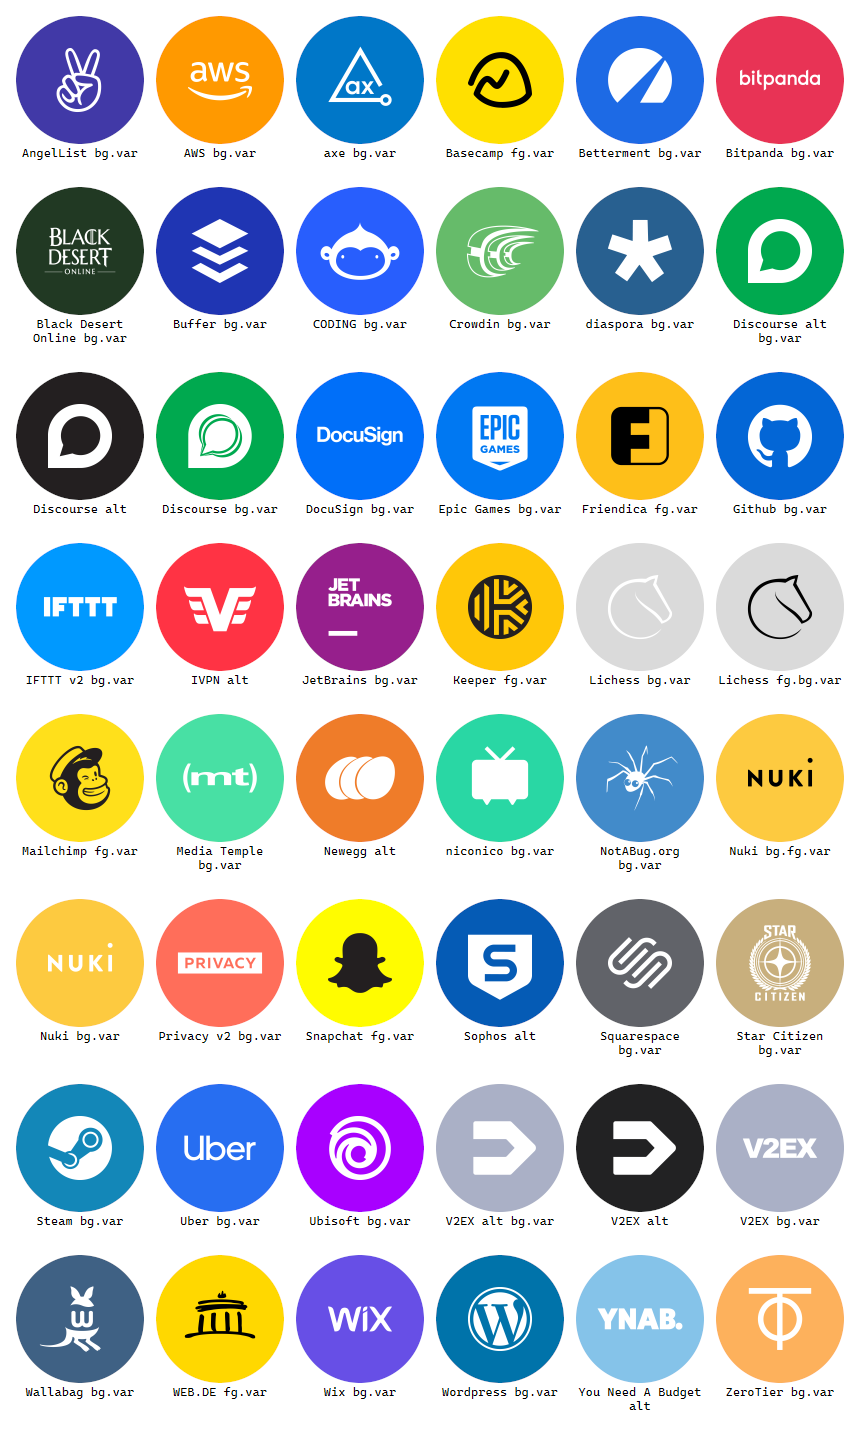 aws
ax
bitpanda
AngelList bg.var
AWS bg.var
axe bg.var
Basecamp fg.var
Betterment bg.var
Bitpanda bg.var
BLACK
DESERT
ONLINE
Black Desert
Online bg.var
Buffer bg.var
CODING bg.var
Crowdin bg.var
diaspora bg.var
Discourse alt
bg.var
DocuSign
EPIC
GAMES
F
Discourse alt
Discourse bg.var
DocuSign bg.var
Epic Games bg.var
Friendica fg.var
Github bg.var
IFTTT
V
JET
BRAINS
K
IFTTT v2 bg.var
IVPN alt
JetBrains bg.var
Keeper fg.var
Lichess bg.var
Lichess fg.bg.var
(mt)
NUKI
Mailchimp fg.var
Media Temple
bg.var
Newegg alt
niconico bg.var
NotABug.org
bg.var
Nuki bg.fg.var
NUKI
PRIVACY
S
STAR
CITIZEN
Nuki bg.var
Privacy v2 bg.var
Snapchat fg.var
Sophos alt
Squarespace
bg.var
Star Citizen
bg.var
Uber
V2EX
Steam bg.var
Uber bg.var
Ubisoft bg.var
V2EX alt bg.var
V2EX alt
V2EX bg.var
w
WiX
W
YNAB.
Wallabag bg.var
WEB.DE fg.var
Wix bg.var
Wordpress bg.var
You Need A Budget
alt
ZeroTier bg.var